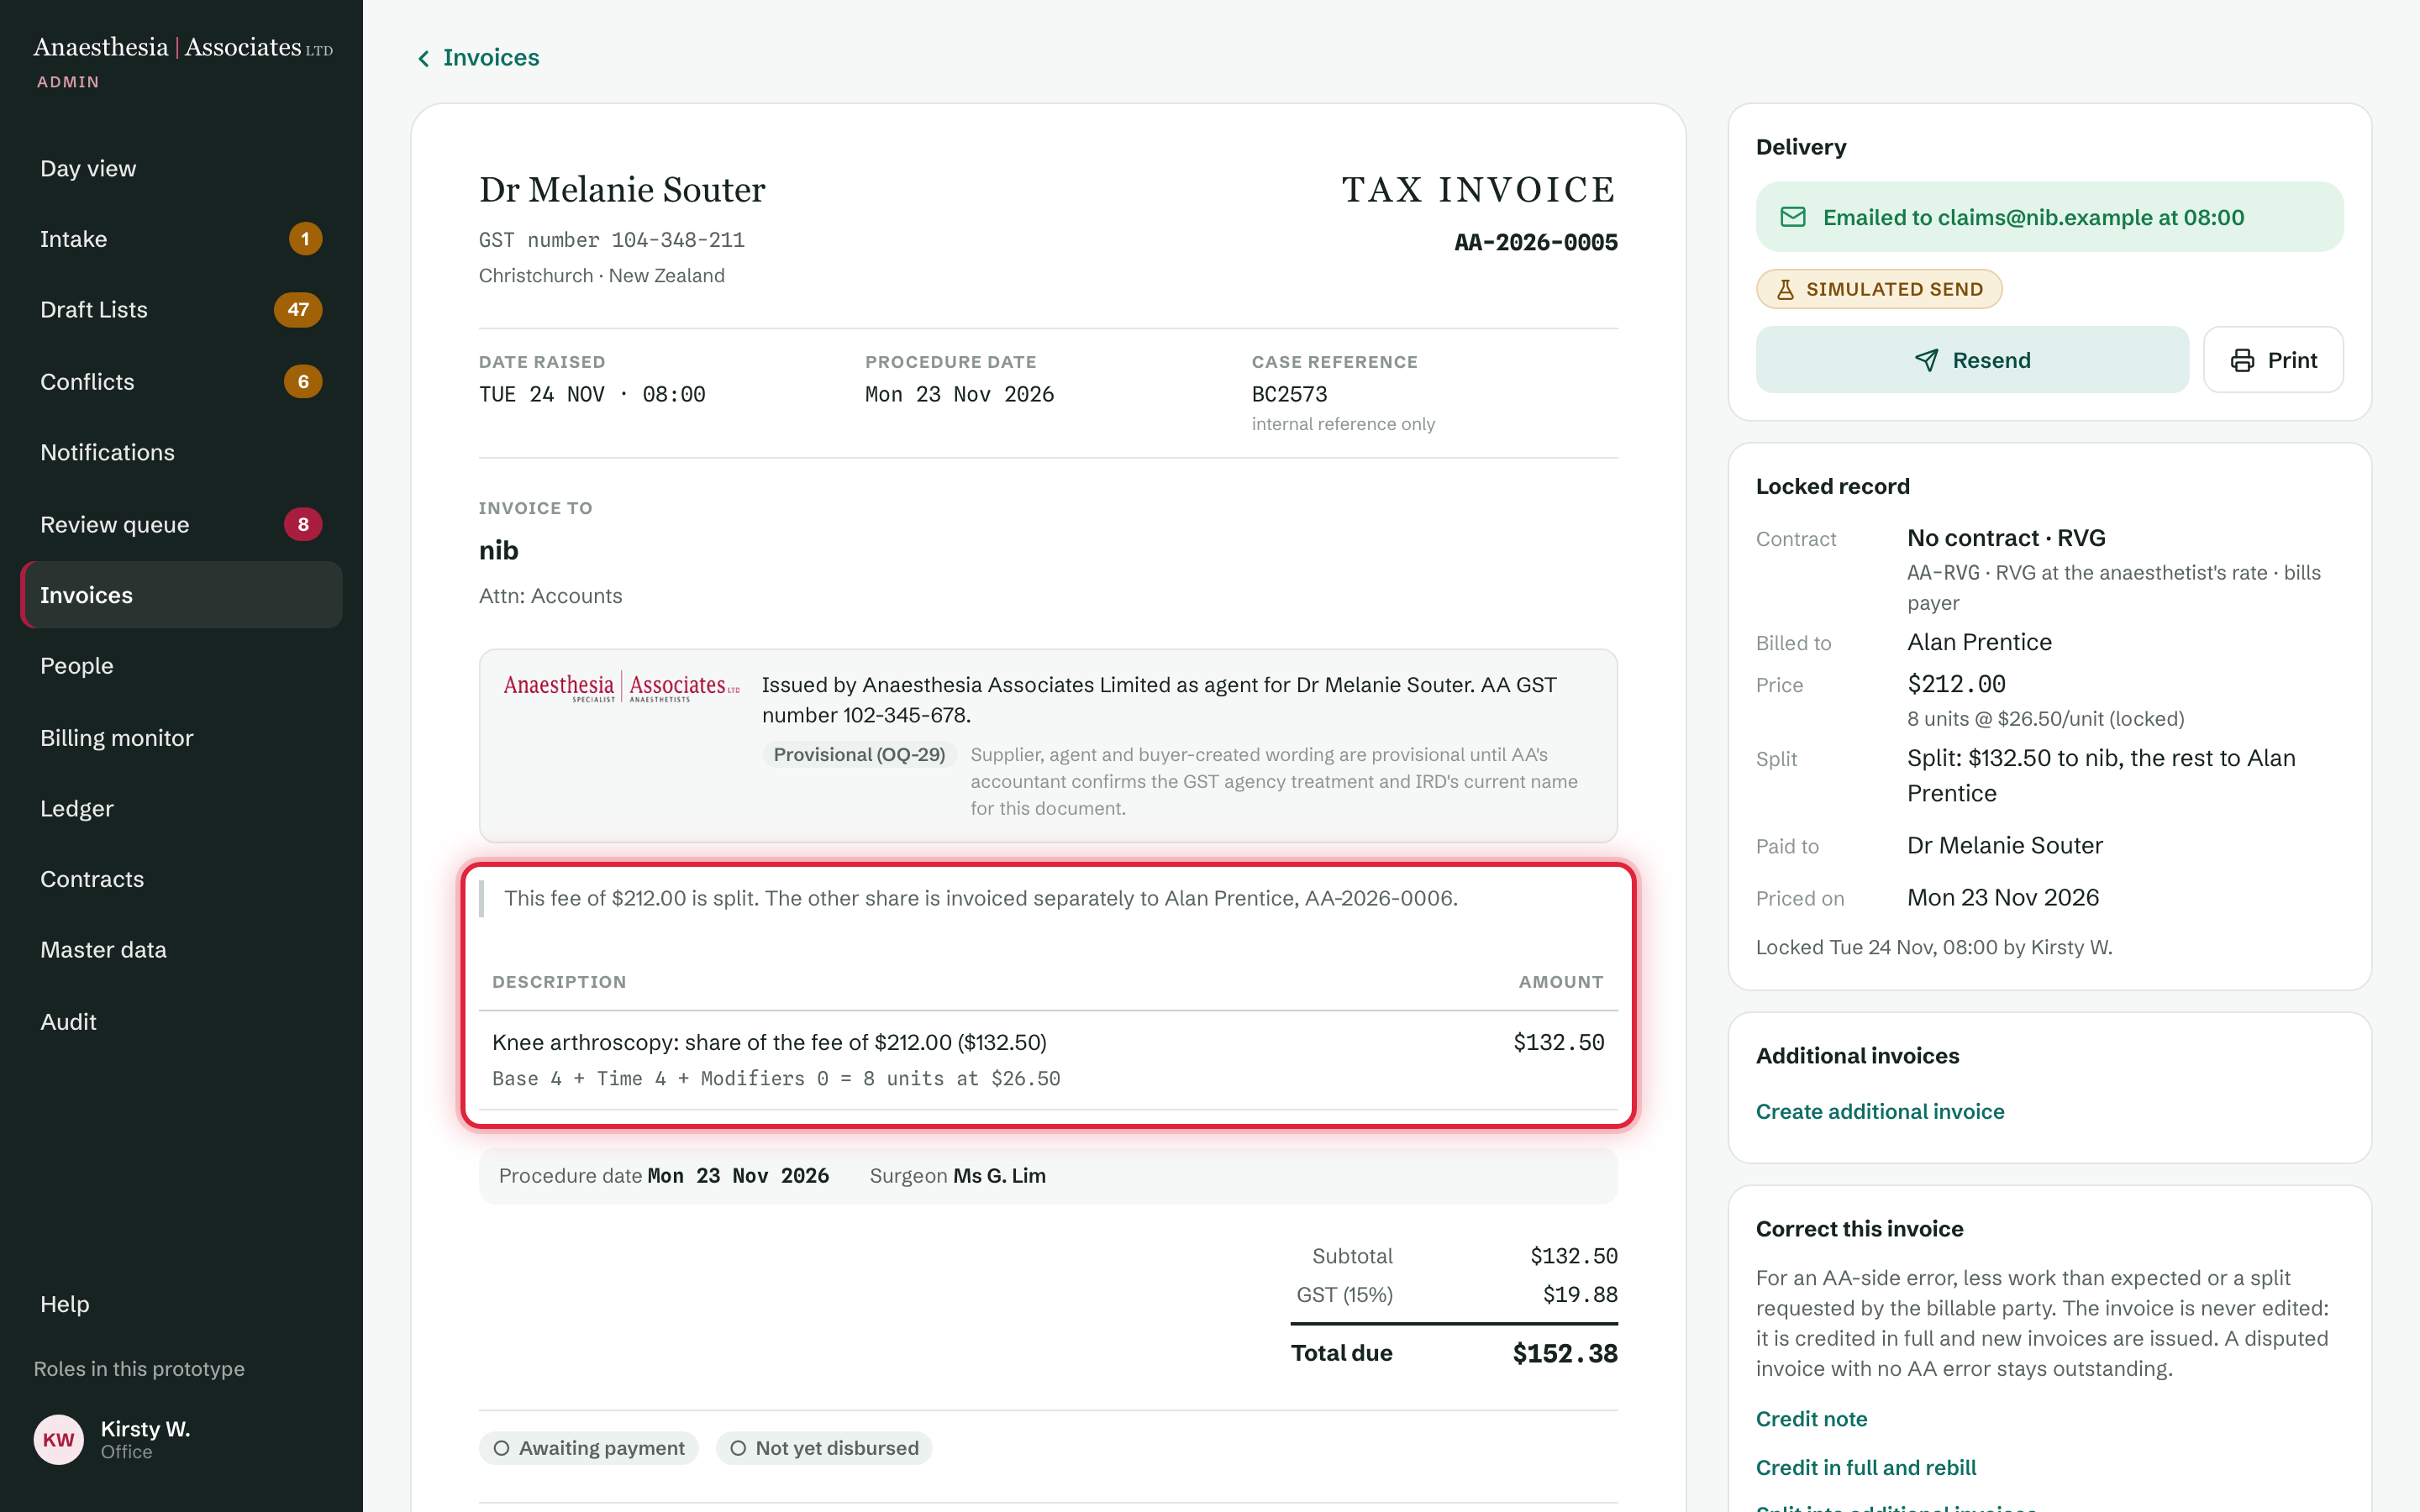 Anaesthesia | Associates LTD
ADMIN
Day view
Intake 1
Draft Lists 47
Conflicts 6
Notifications
Review queue 8
Invoices
People
Billing monitor
Ledger
Contracts
Master data
Audit
Help
Roles in this prototype
KW
Kirsty W.
Office
Invoices
Dr Melanie Souter
GST number 104-348-211
Christchurch · New Zealand
TAX INVOICE
AA-2026-0005
DATE RAISED
TUE 24 NOV · 08:00
PROCEDURE DATE
Mon 23 Nov 2026
CASE REFERENCE
BC2573
internal reference only
INVOICE TO
nib
Attn: Accounts
Anaesthesia | Associates LTD
SPECIALIST ANAESTHETISTS
Issued by Anaesthesia Associates Limited as agent for Dr Melanie Souter. AA GST
number 102-345-678.
Provisional (OQ-29)
Supplier, agent and buyer-created wording are provisional until AA's
accountant confirms the GST agency treatment and IRD's current name
for this document.
This fee of $212.00 is split. The other share is invoiced separately to Alan Prentice, AA-2026-0006.
DESCRIPTION AMOUNT
Knee arthroscopy: share of the fee of $212.00 ($132.50) $132.50
Base 4 + Time 4 + Modifiers 0 = 8 units at $26.50
Procedure date Mon 23 Nov 2026 Surgeon Ms G. Lim
Subtotal $132.50
GST (15%) $19.88
Total due $152.38
Awaiting payment Not yet disbursed
Delivery
Emailed to claims@nib.example at 08:00
SIMULATED SEND
Resend Print
Locked record
Contract No contract · RVG
AA-RVG · RVG at the anaesthetist's rate · bills
payer
Billed to Alan Prentice
Price $212.00
8 units @ $26.50/unit (locked)
Split Split: $132.50 to nib, the rest to Alan
Prentice
Paid to Dr Melanie Souter
Priced on Mon 23 Nov 2026
Locked Tue 24 Nov, 08:00 by Kirsty W.
Additional invoices
Create additional invoice
Correct this invoice
For an AA-side error, less work than expected or a split
requested by the billable party. The invoice is never edited:
it is credited in full and new invoices are issued. A disputed
invoice with no AA error stays outstanding.
Credit note
Credit in full and rebill